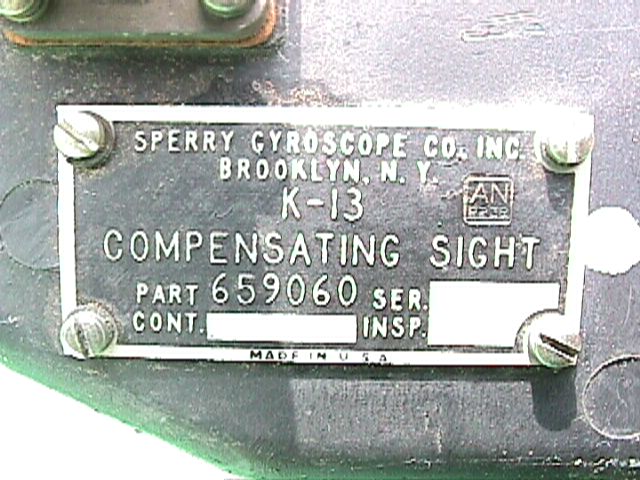 SPERRY GYROSCOPE CO. INC.
BROOKLYN, N. Y.
K-13
AN
COMPENSATING SIGHT
PART 659060 SER.
CONT. INSP.
MADE IN U.S.A.